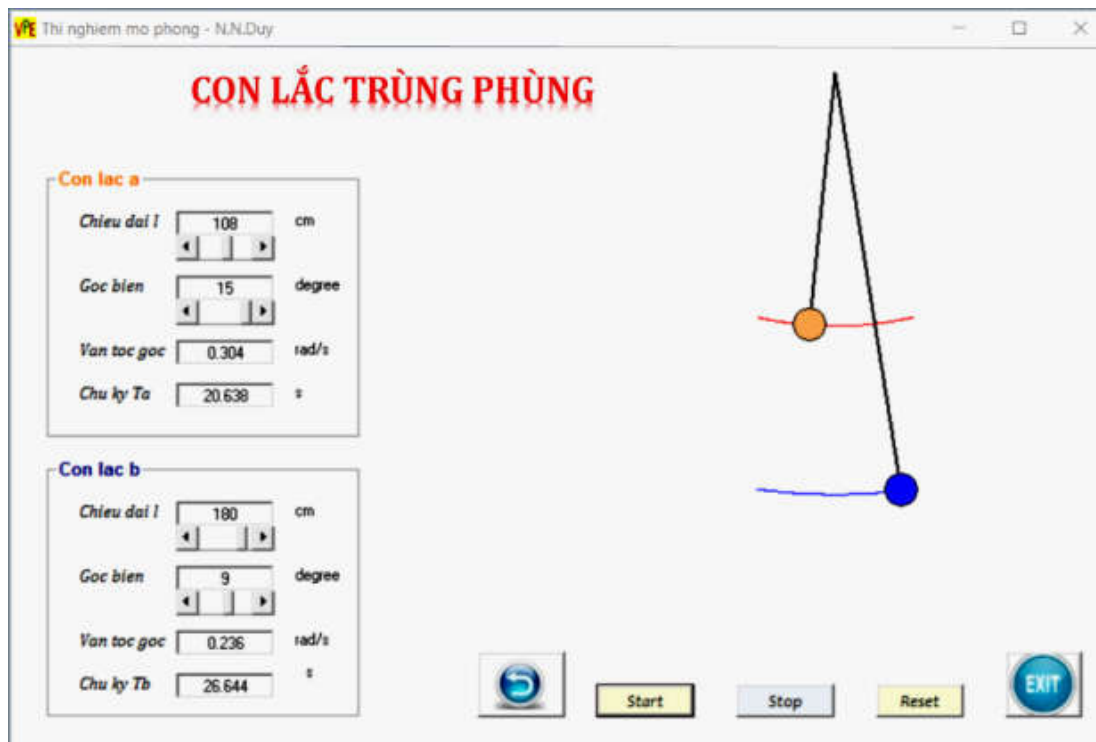 VPE Thi nghiem mo phong - N.N.Duy
CON LẮC TRÙNG PHÙNG
Con lac a
Chieu dai l 108 cm
Goc bien 15 degree
Van toc goc 0.304 rad/s
Chu ky Ta 20.638 s
Con lac b
Chieu dai l 180 cm
Goc bien 9 degree
Van toc goc 0.236 rad/s
Chu ky Tb 26.644 s
Start Stop Reset EXIT